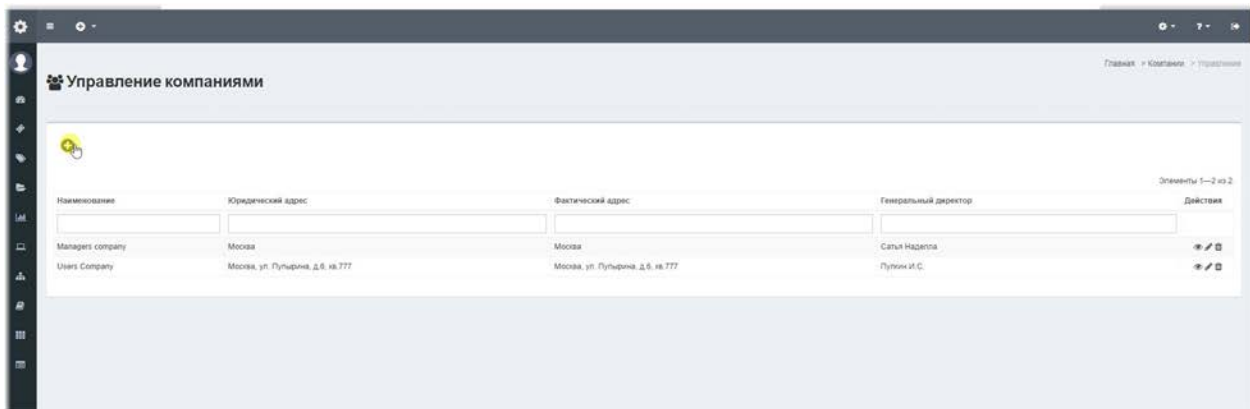 Главная > Компании > Управление
Управление компаниями
Элементы 1—2 из 2.
Наименование Юридический адрес Фактический адрес Генеральный директор Действия
Managers company Москва Москва Сатья Наделла
Users Company Москва, ул. Пупырина, д.6, кв.777 Москва, ул. Пупырина, д.6, кв.777 Пупкин И.С.